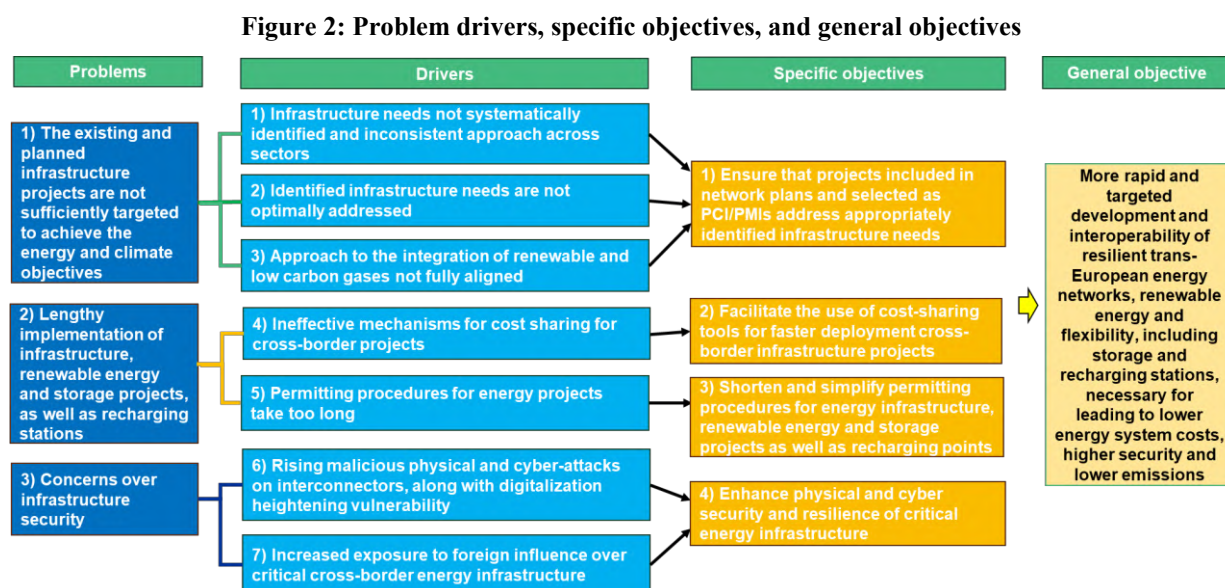 Figure 2: Problem drivers, specific objectives, and general objectives
Problems
Drivers
Specific objectives
General objective
1) The existing and
planned
infrastructure
projects are not
sufficiently targeted
to achieve the
energy and climate
objectives
2) Lengthy
implementation of
infrastructure,
renewable energy
and storage projects,
as well as recharging
stations
3) Concerns over
infrastructure
security
1) Infrastructure needs not systematically
identified and inconsistent approach across
sectors
2) Identified infrastructure needs are not
optimally addressed
3) Approach to the integration of renewable and
low carbon gases not fully aligned
4) Ineffective mechanisms for cost sharing for
cross-border projects
5) Permitting procedures for energy projects
take too long
6) Rising malicious physical and cyber-attacks
on interconnectors, along with digitalization
heightening vulnerability
7) Increased exposure to foreign influence over
critical cross-border energy infrastructure
1) Ensure that projects included in
network plans and selected as
PCI/PMIs address appropriately
identified infrastructure needs
2) Facilitate the use of cost-sharing
tools for faster deployment cross-
border infrastructure projects
3) Shorten and simplify permitting
procedures for energy infrastructure,
renewable energy and storage
projects as well as recharging points
4) Enhance physical and cyber
security and resilience of critical
energy infrastructure
More rapid and
targeted
development and
interoperability of
resilient trans-
European energy
networks, renewable
energy and
flexibility, including
storage and
recharging stations,
necessary for
leading to lower
energy system costs,
higher security and
lower emissions